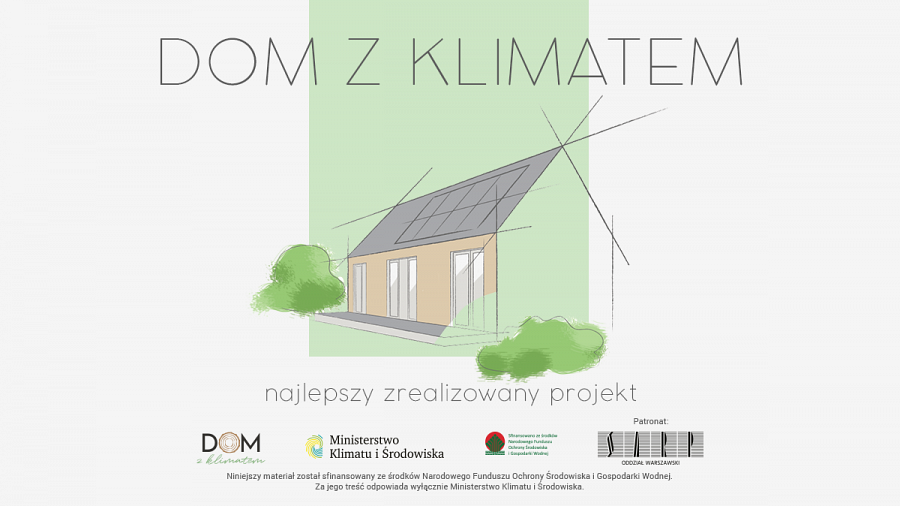 DOM Z KLIMATEM
najlepszy zrealizowany projekt
Patronat:
DOM
z klimatem
Ministerstwo
Klimatu i Środowiska
Sfinansowano ze środków
Narodowego Funduszu
Ochrony Środowiska
i Gospodarki Wodnej
SARP
ODDZIAŁ WARSZAWSKI
Niniejszy materiał został sfinansowany ze środków Narodowego Funduszu Ochrony Środowiska i Gospodarki Wodnej.
Za jego treść odpowiada wyłącznie Ministerstwo Klimatu i Środowiska.